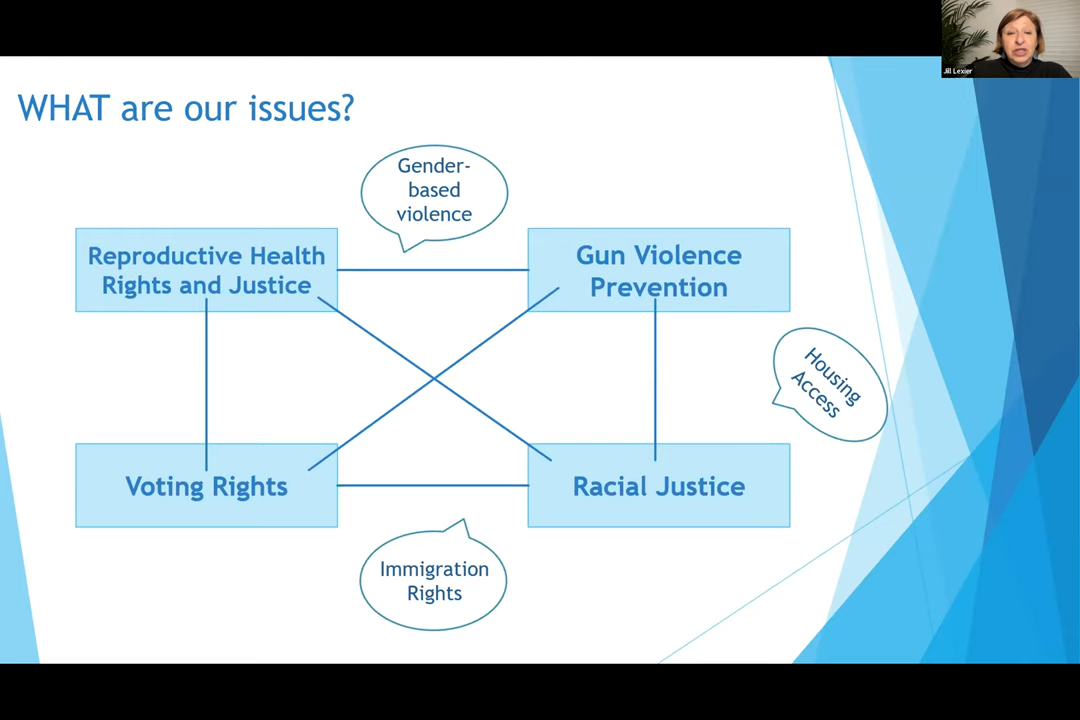 Jill Lexier
WHAT are our issues?
Gender-
based
violence
Reproductive Health
Rights and Justice
Gun Violence
Prevention
Housing
Access
Voting Rights
Racial Justice
Immigration
Rights